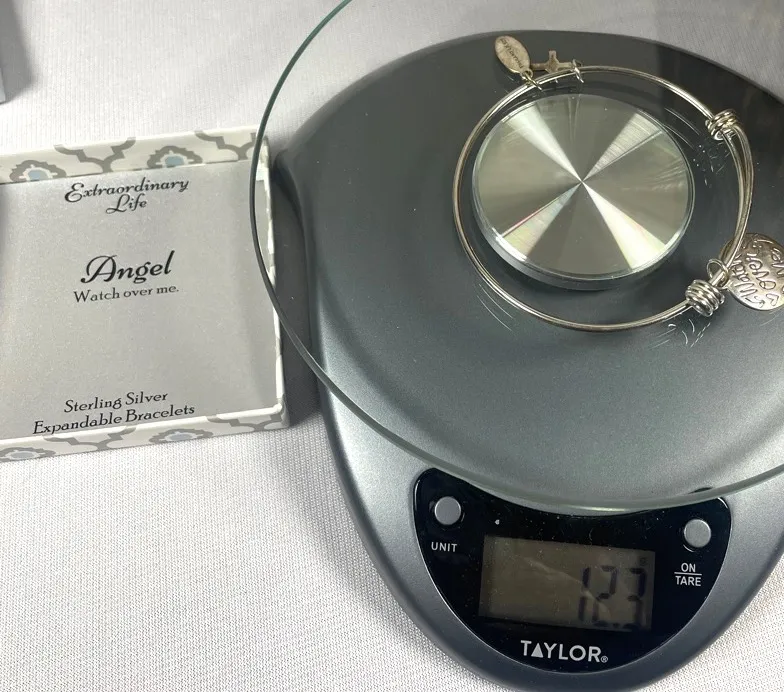 Extraordinary
Life
Angel
Watch over me.
Sterling Silver
Expandable Bracelets
UNIT
12.3
ON
TARE
TAYLOR®